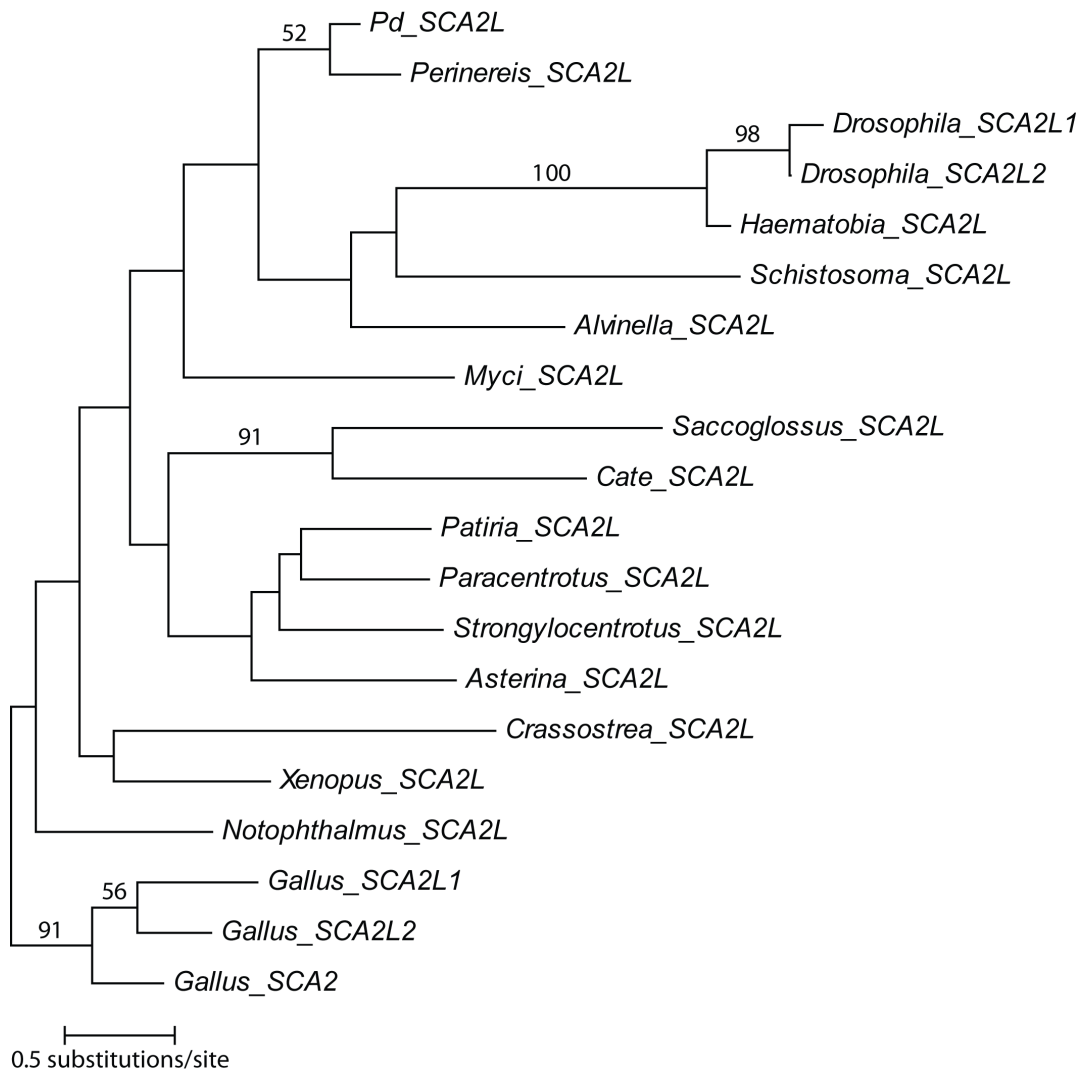 52
Pd_SCA2L
Perinereis_SCA2L
98
Drosophila_SCA2L1
Drosophila_SCA2L2
100
Haematobia_SCA2L
Schistosoma_SCA2L
Alvinella_SCA2L
Myci_SCA2L
91
Saccoglossus_SCA2L
Cate_SCA2L
Patiria_SCA2L
Paracentrotus_SCA2L
Strongylocentrotus_SCA2L
Asterina_SCA2L
Crassostrea_SCA2L
Xenopus_SCA2L
Notophthalmus_SCA2L
56
Gallus_SCA2L1
91
Gallus_SCA2L2
Gallus_SCA2
0.5 substitutions/site